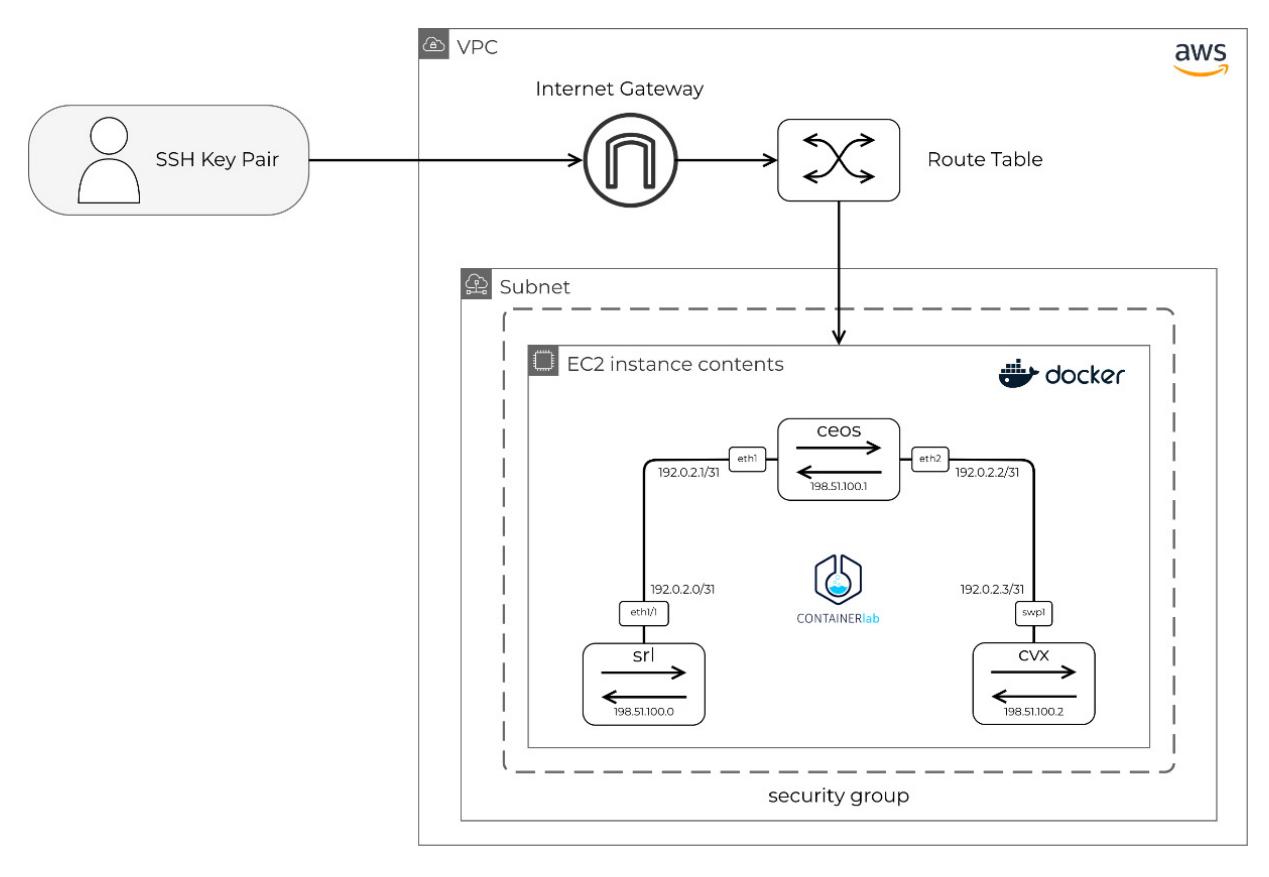 VPC
aws
Internet Gateway
SSH Key Pair
Route Table
Subnet
EC2 instance contents
docker
ceos
eth1
eth2
192.0.2.1/31
192.0.2.2/31
198.51.100.1
192.0.2.0/31
192.0.2.3/31
eth1/1
swp1
CONTAINERlab
srl
cvx
198.51.100.0
198.51.100.2
security group